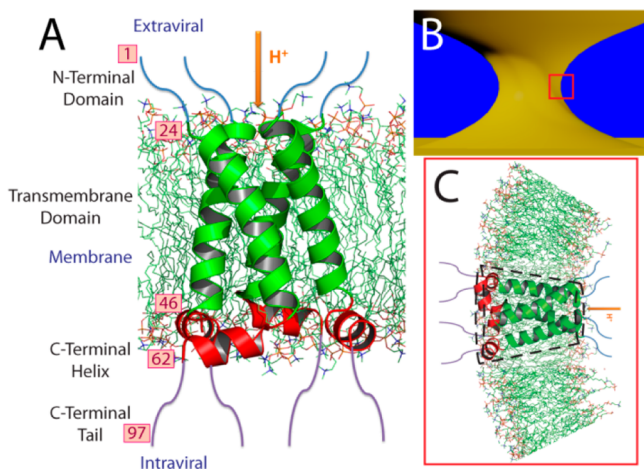 A
Extraviral
1
H+
N-Terminal
Domain
24
Transmembrane
Domain
Membrane
46
C-Terminal
Helix
62
C-Terminal
Tail
97
Intraviral
B
C
H+